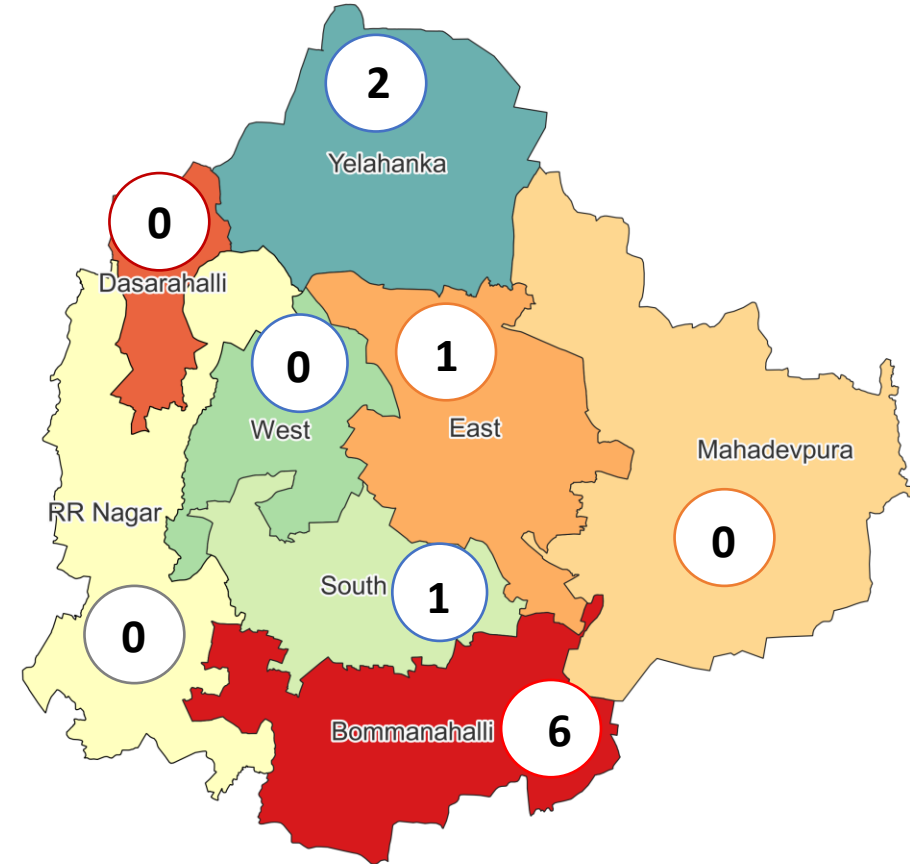 2
Yelahanka
0
Dasarahalli
0
West
1
East
Mahadevpura
0
RR Nagar
0
South
1
Bommanahalli
6